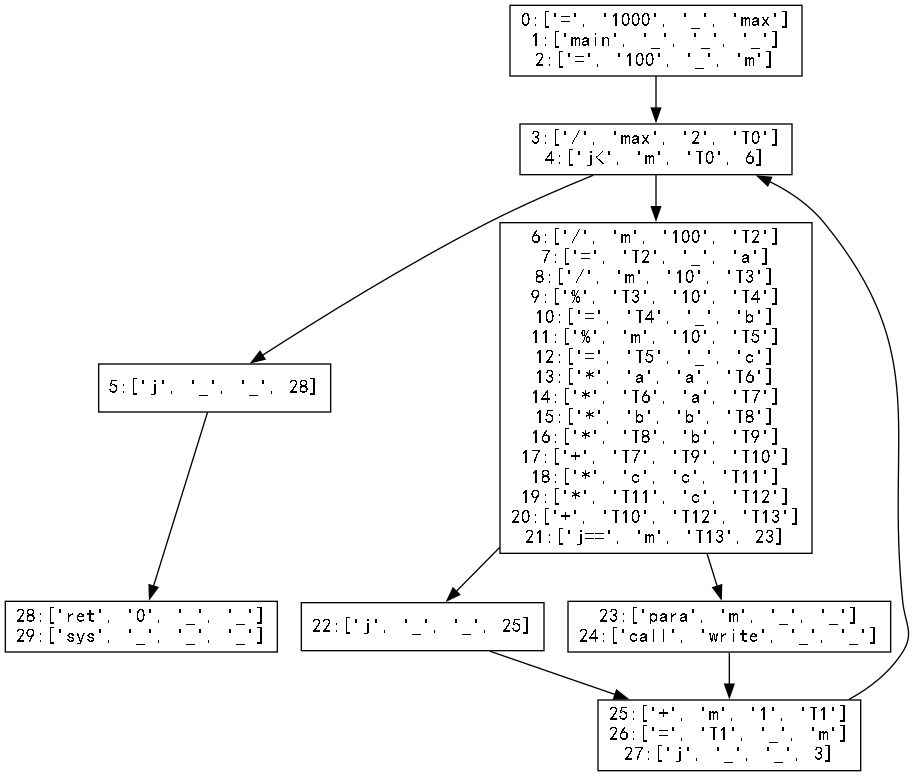 0:['=', '1000', '_', 'max']
1:['main', '_', '_', '_']
2:['=', '100', '_', 'm']
3:['/', 'max', '2', 'T0']
4:['j<', 'm', 'T0', 6]
6:['/', 'm', '100', 'T2']
7:['=', 'T2', '_', 'a']
8:['/', 'm', '10', 'T3']
9:['%', 'T3', '10', 'T4']
10:['=', 'T4', '_', 'b']
11:['%', 'm', '10', 'T5']
12:['=', 'T5', '_', 'c']
13:['*', 'a', 'a', 'T6']
14:['*', 'T6', 'a', 'T7']
15:['*', 'b', 'b', 'T8']
16:['*', 'T8', 'b', 'T9']
17:['+', 'T7', 'T9', 'T10']
18:['*', 'c', 'c', 'T11']
19:['*', 'T11', 'c', 'T12']
20:['+', 'T10', 'T12', 'T13']
21:['j==', 'm', 'T13', 23]
5:['j', '_', '_', 28]
28:['ret', '0', '_', '_']
29:['sys', '_', '_', '_']
22:['j', '_', '_', 25]
23:['para', 'm', '_', '_']
24:['call', 'write', '_', '_']
25:['+', 'm', '1', 'T1']
26:['=', 'T1', '_', 'm']
27:['j', '_', '_', 3]